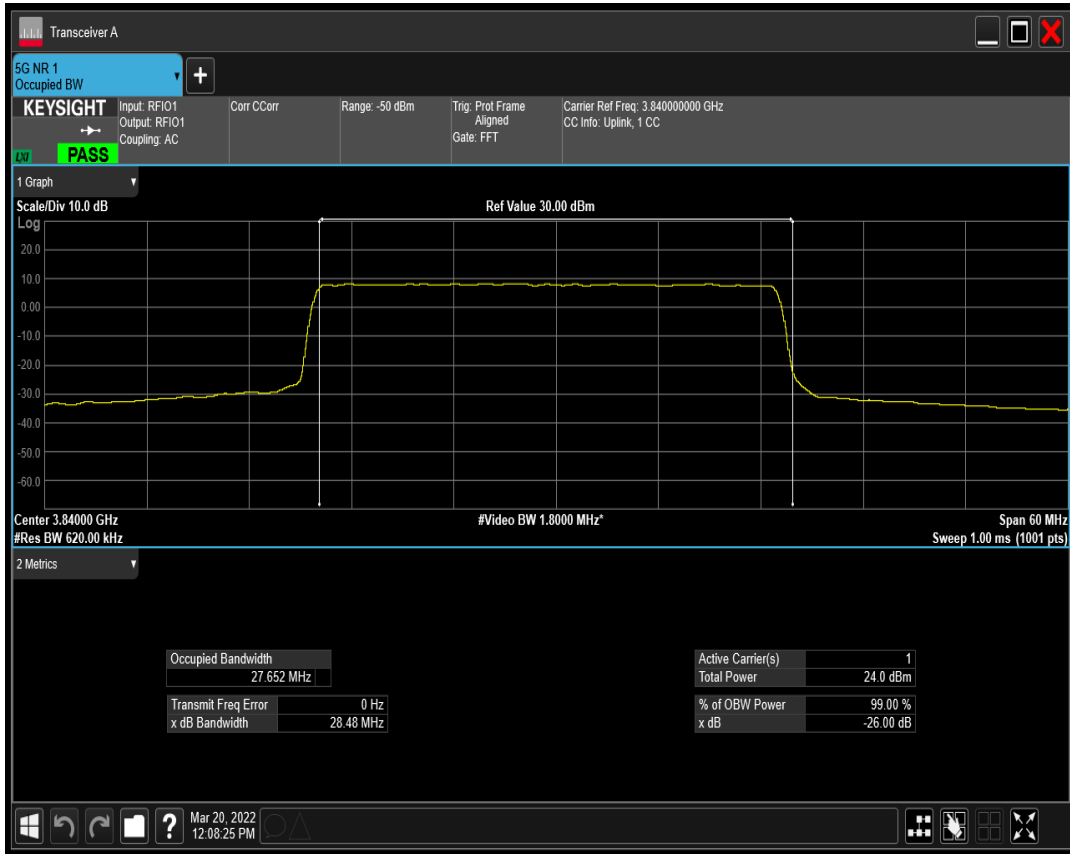 Transceiver A
5G NR 1
Occupied BW
+
KEYSIGHT
LXI
PASS
Input: RFIO1
Output: RFIO1
Coupling: AC
Corr CCorr
Range: -50 dBm
Trig: Prot Frame
Aligned
Gate: FFT
Carrier Ref Freq: 3.840000000 GHz
CC Info: Uplink, 1 CC
1 Graph
Scale/Div 10.0 dB
Ref Value 30.00 dBm
Log
20.0
10.0
0.00
-10.0
-20.0
-30.0
-40.0
-50.0
-60.0
Center 3.84000 GHz
#Video BW 1.8000 MHz*
Span 60 MHz
#Res BW 620.00 kHz
Sweep 1.00 ms (1001 pts)
2 Metrics
Occupied Bandwidth
27.652 MHz
Transmit Freq Error 0 Hz
x dB Bandwidth 28.48 MHz
Active Carrier(s) 1
Total Power 24.0 dBm
% of OBW Power 99.00 %
x dB -26.00 dB
?
Mar 20, 2022
12:08:25 PM